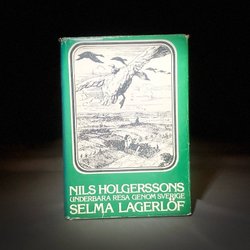 NILS HOLGERSSONS
UNDERBARA RESA GENOM SVERIGE
SELMA LAGERLÖF